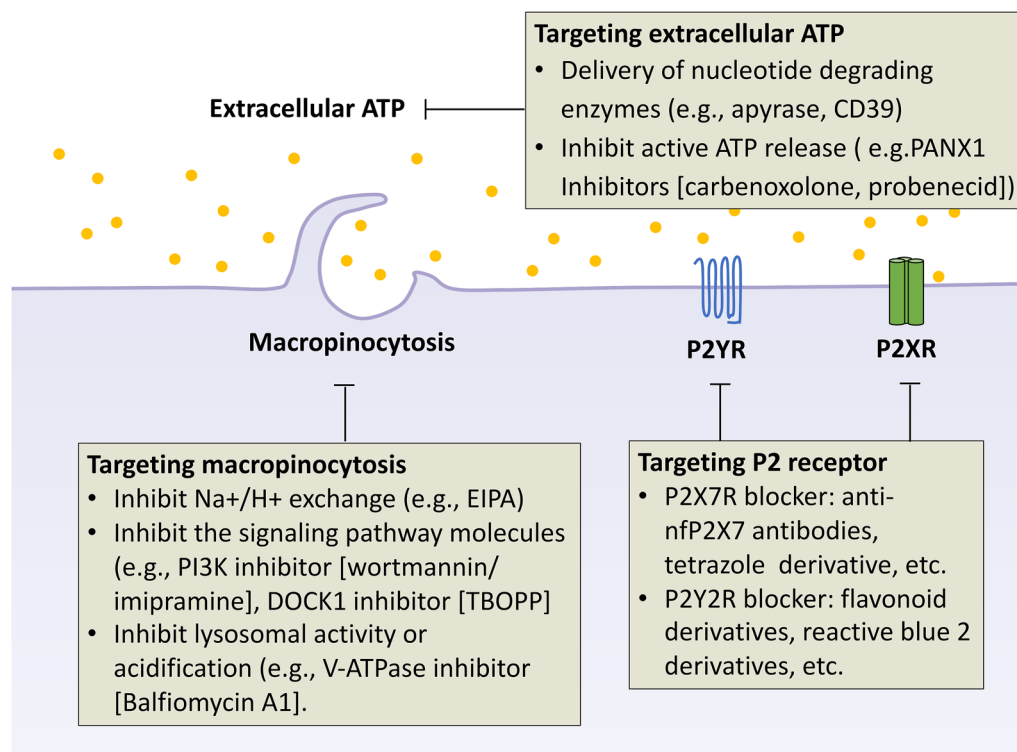 Targeting extracellular ATP
• Delivery of nucleotide degrading
enzymes (e.g., apyrase, CD39)
• Inhibit active ATP release ( e.g.PANX1
Inhibitors [carbenoxolone, probenecid])
Extracellular ATP
Macropinocytosis
P2YR
P2XR
Targeting macropinocytosis
• Inhibit Na+/H+ exchange (e.g., EIPA)
• Inhibit the signaling pathway molecules
(e.g., PI3K inhibitor [wortmannin/
imipramine], DOCK1 inhibitor [TBOPP]
• Inhibit lysosomal activity or
acidification (e.g., V-ATPase inhibitor
[Balfiomycin A1].
Targeting P2 receptor
• P2X7R blocker: anti-
nfP2X7 antibodies,
tetrazole derivative, etc.
• P2Y2R blocker: flavonoid
derivatives, reactive blue 2
derivatives, etc.